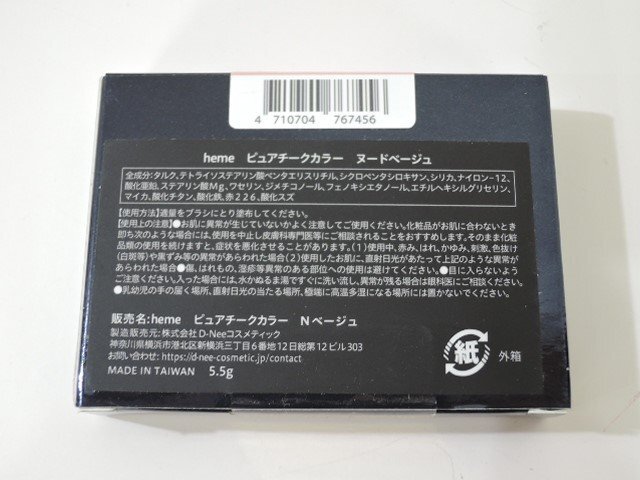 4 710704 767456
heme ピュアチークカラー ヌードベージュ
全成分:タルク、テトライソステアリン酸ペンタエリスリチル、シクロペンタシロキサン、シリカ、ナイロン-12、
酸化亜鉛、ステアリン酸Mg、ワセリン、ジメチコノール、フェノキシエタノール、エチルヘキシルグリセリン、
マイカ、酸化チタン、酸化鉄、赤226、酸化スズ
【使用方法】適量をブラシにとり塗布してください。
【使用上の注意】●お肌に異常が生じていないかよく注意してご使用ください。化粧品がお肌に合わないとき
即ち次のような場合には、使用を中止し皮膚科専門医等にご相談されることをおすすめします。そのまま化粧
品類の使用を続けますと、症状を悪化させることがあります。(1)使用中、赤み、はれ、かゆみ、刺激、色抜け
(白斑等)や黒ずみ等の異常があらわれた場合(2)使用したお肌に、直射日光があたって上記のような異常が
あらわれた場合●傷、はれもの、湿疹等異常のある部位への使用は避けてください。●目に入らないよう
ご注意ください。入った場合には、水かぬるま湯ですぐに洗い流し、異常が残る場合は眼科医にご相談ください。
●乳幼児の手の届く場所、直射日光の当たる場所、極端に高温多湿になる場所には置かないでください。
販売名:heme ピュアチークカラー Nベージュ
製造販売元:株式会社D-Neeコスメティック
神奈川県横浜市港北区新横浜三丁目6番地12日総第12ビル303
お問い合わせ:https://d-nee-cosmetic.jp/contact
MADE IN TAIWAN 5.5g
紙 外箱